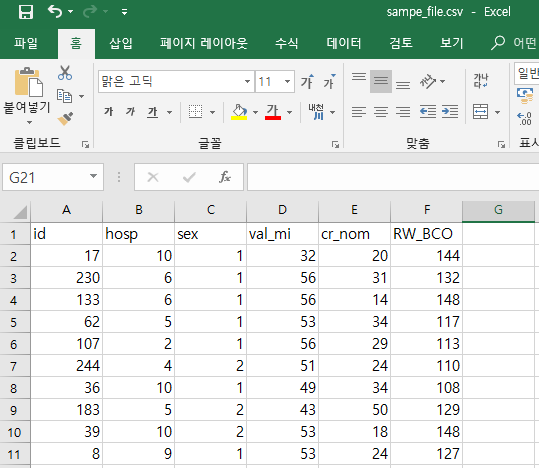 sampe_file.csv - Excel
파일 홈 삽입 페이지 레이아웃 수식 데이터 검토 보기 어떤
붙여넣기
맑은 고딕 11 가 가
가 가 가 가 내천
가나다
일반
클립보드 글꼴 맞춤 표시
G21 fx
A B C D E F G
1 id hosp sex val_mi cr_nom RW_BCO
2 17 10 1 32 20 144
3 230 6 1 56 31 132
4 133 6 1 56 14 148
5 62 5 1 53 34 117
6 107 2 1 56 29 113
7 244 4 2 51 24 110
8 36 10 1 49 34 108
9 183 5 2 43 50 129
10 39 10 2 53 18 148
11 8 9 1 53 24 127